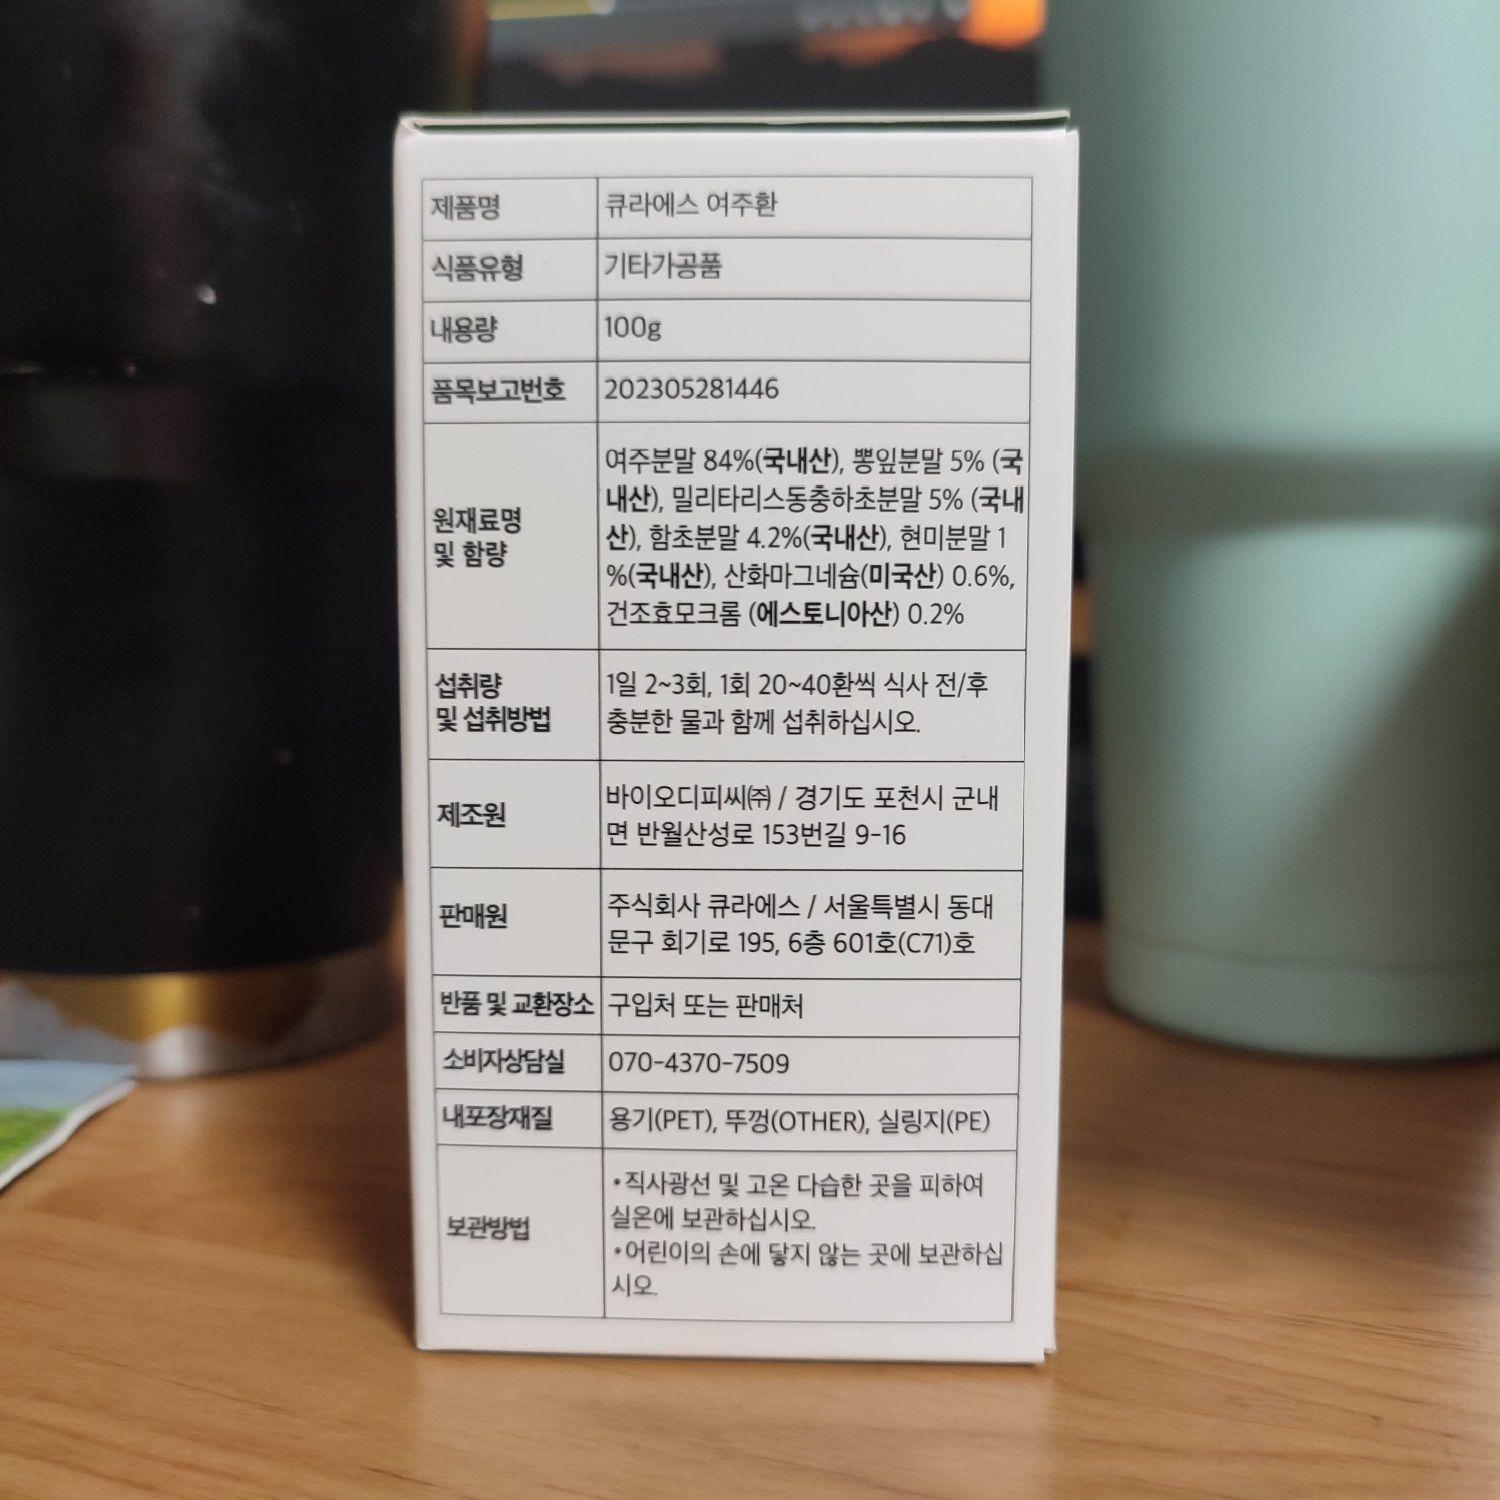 제품명 큐라에스 여주환
식품유형 기타가공품
내용량 100g
품목보고번호 202305281446
원재료명
및 함량
여주분말 84%(국내산), 뽕잎분말 5% (국
내산), 밀리타리스동충하초분말 5% (국내
산), 함초분말 4.2%(국내산), 현미분말 1
%(국내산), 산화마그네슘(미국산) 0.6%,
건조효모크롬 (에스토니아산) 0.2%
섭취량
및 섭취방법
1일 2~3회, 1회 20~40환씩 식사 전/후
충분한 물과 함께 섭취하십시오.
제조원
바이오디피씨㈜ / 경기도 포천시 군내
면 반월산성로 153번길 9-16
판매원
주식회사 큐라에스 / 서울특별시 동대
문구 회기로 195, 6층 601호(C71)호
반품 및 교환장소 구입처 또는 판매처
소비자상담실 070-4370-7509
내포장재질 용기(PET), 뚜껑(OTHER), 실링지(PE)
보관방법
•직사광선 및 고온 다습한 곳을 피하여
실온에 보관하십시오.
•어린이의 손에 닿지 않는 곳에 보관하십
시오.